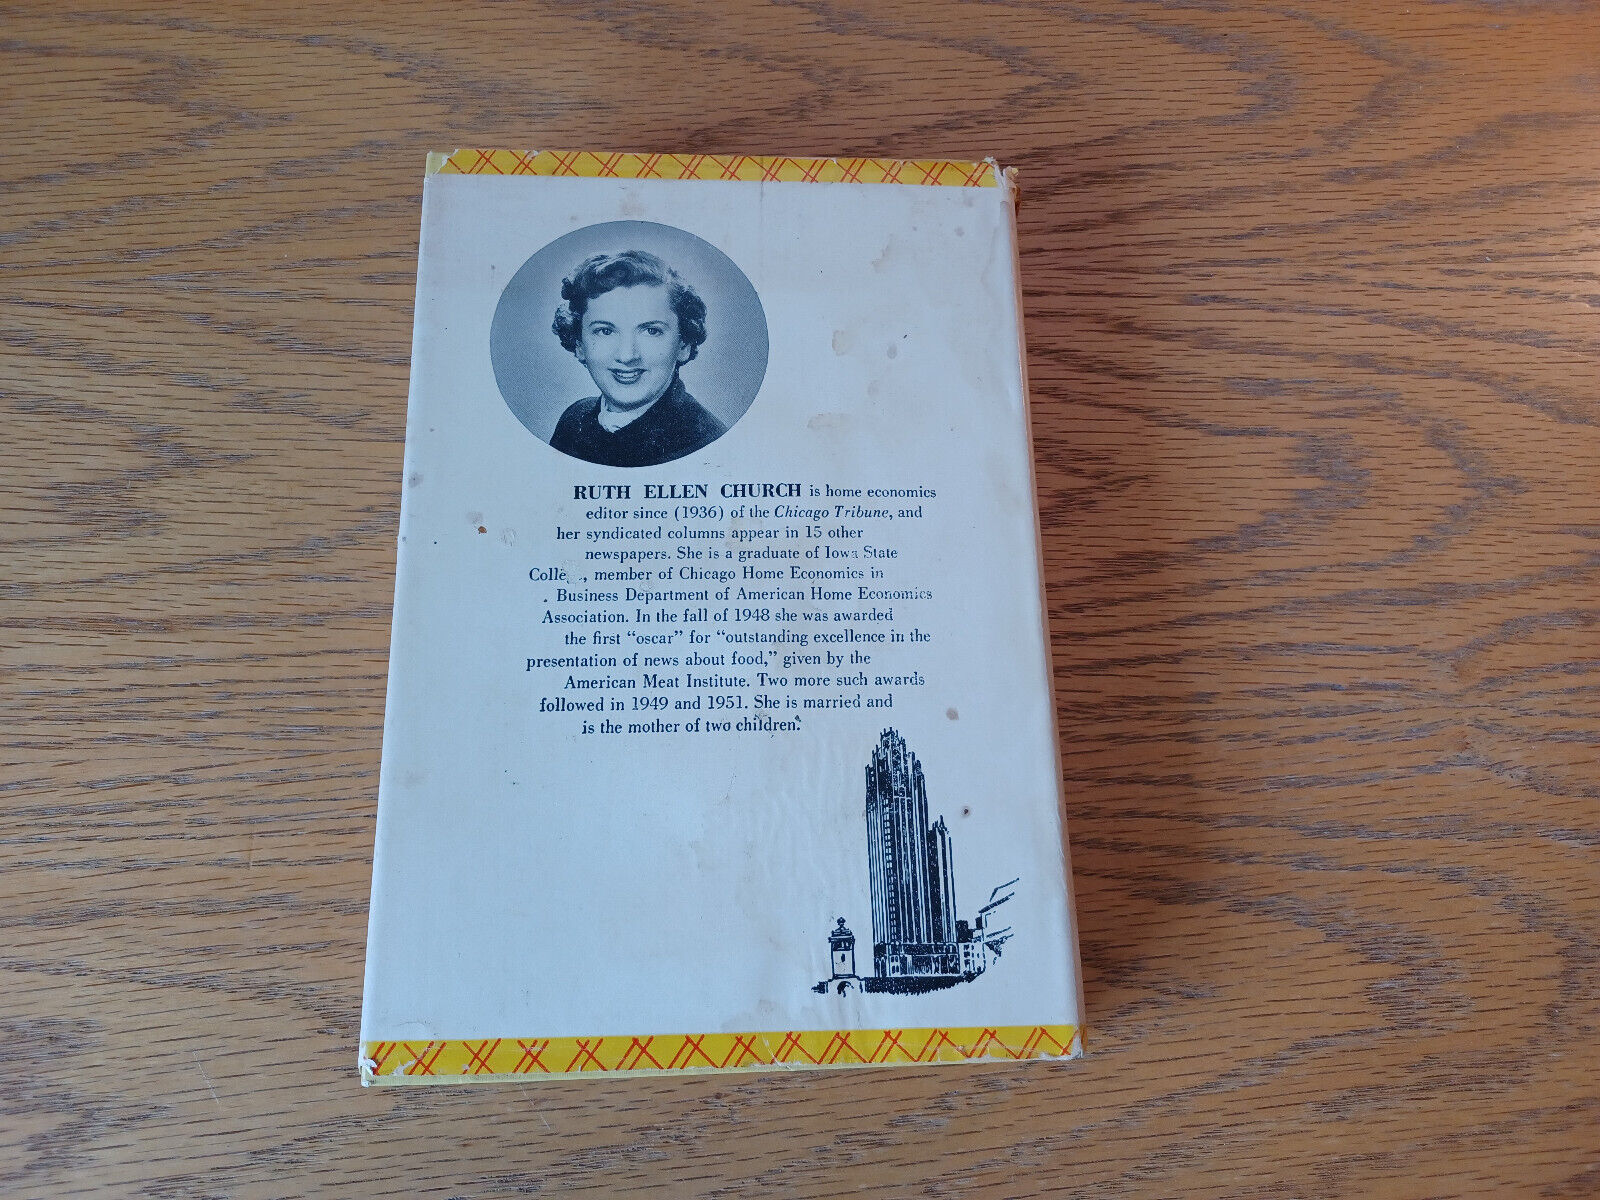 RUTH ELLEN CHURCH is home economics
editor since (1936) of the Chicago Tribune, and
her syndicated columns appear in 15 other
newspapers. She is a graduate of Iowa State
member of Chicago Home Economics in
Business Department of American Home Economics
Association. In the fall of 1948 she was awarded
the first “oscar” for “outstanding excellence in the
presentation of news about food,” given by the
American Meat Institute. Two more such awards
followed in 1949 and 1951. She is married and
is the mother of two children.